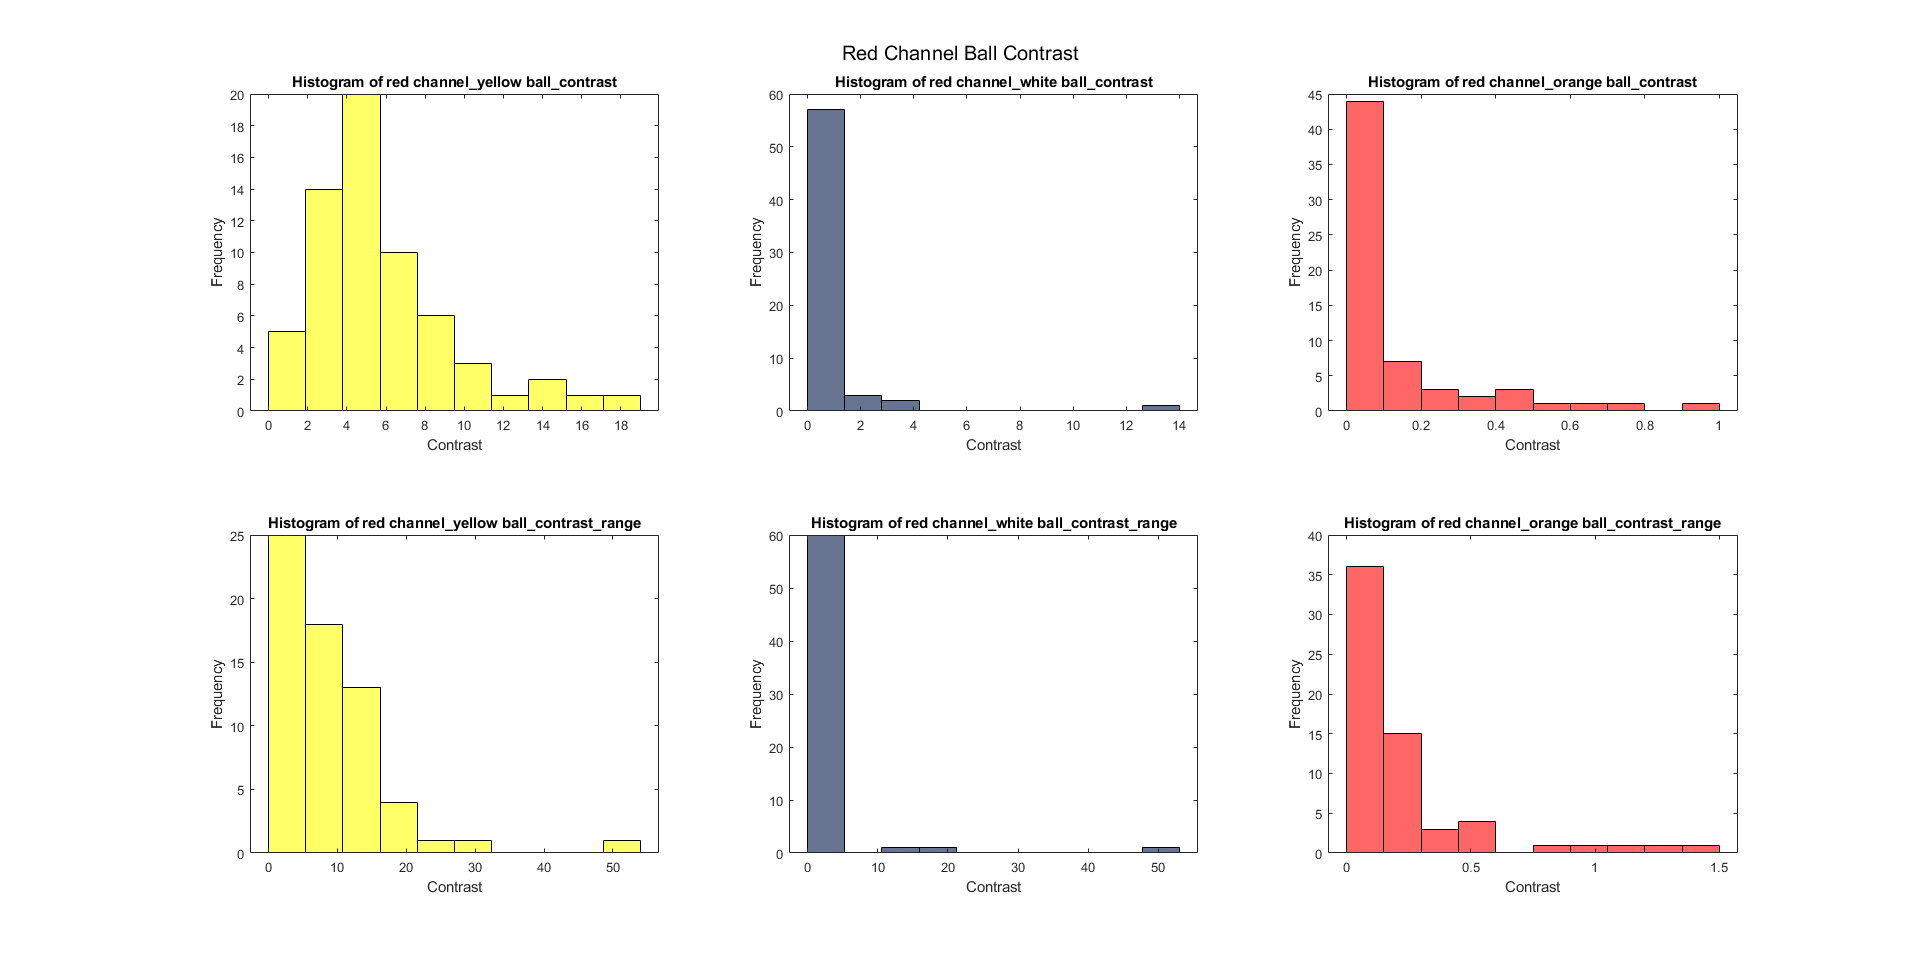 Red Channel Ball Contrast
Histogram of red channel_yellow ball_contrast
20
18
16
14
12
10
8
6
4
2
0
Frequency
0 2 4 6 8 10 12 14 16 18
Contrast
Histogram of red channel_white ball_contrast
60
50
40
30
20
10
0
Frequency
0 2 4 6 8 10 12 14
Contrast
Histogram of red channel_orange ball_contrast
45
40
35
30
25
20
15
10
5
0
Frequency
0 0.2 0.4 0.6 0.8 1
Contrast
Histogram of red channel_yellow ball_contrast_range
25
20
15
10
5
0
Frequency
0 10 20 30 40 50
Contrast
Histogram of red channel_white ball_contrast_range
60
50
40
30
20
10
0
Frequency
0 10 20 30 40 50
Contrast
Histogram of red channel_orange ball_contrast_range
40
35
30
25
20
15
10
5
0
Frequency
0 0.5 1 1.5
Contrast